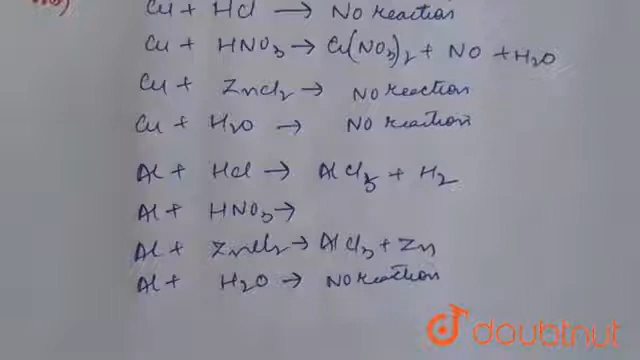 Cu + HCl → No reaction
Cu + HNO3 → Cu(NO3)2 + NO + H2O
Cu + ZnCl2 → No reaction
Cu + H2O → No reaction
Al + HCl → AlCl3 + H2
Al + HNO3 →
Al + ZnCl2 → AlCl3 + Zn
Al + H2O → No reaction
doubtnut